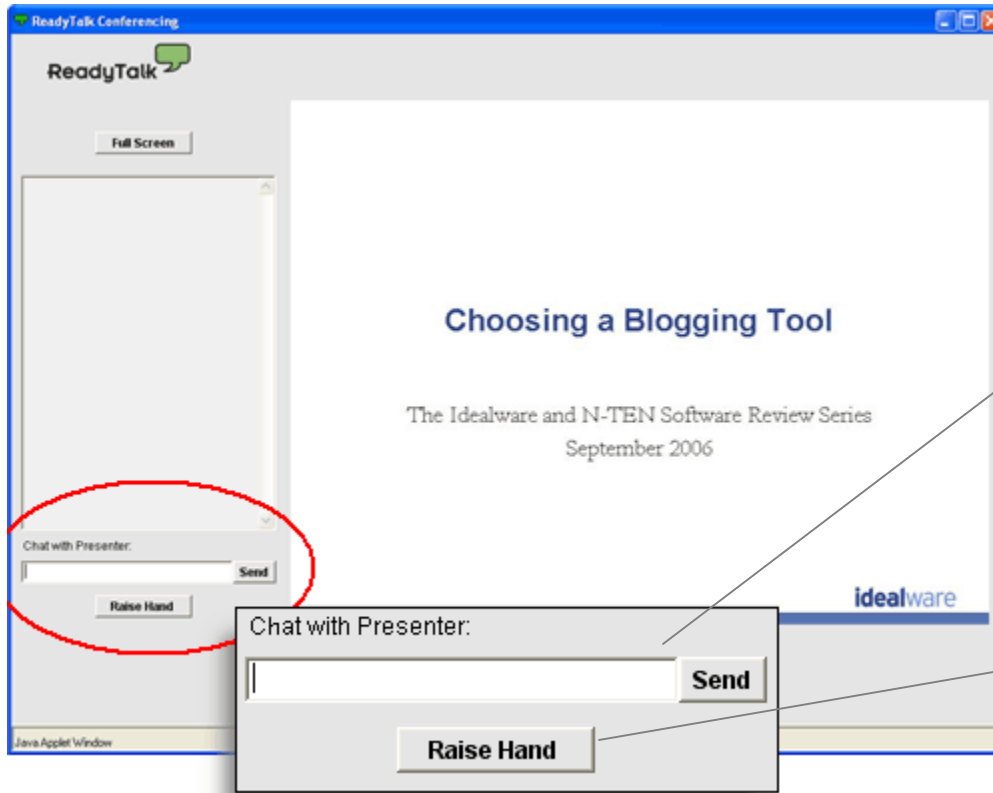 ReadyTalk Conferencing
ReadyTalk
Full Screen
Choosing a Blogging Tool
The Idealware and N-TEN Software Review Series
September 2006
Chat with Presenter:
Send
Raise Hand
idealware
Chat with Presenter:
Send
Raise Hand
Java Applet Window